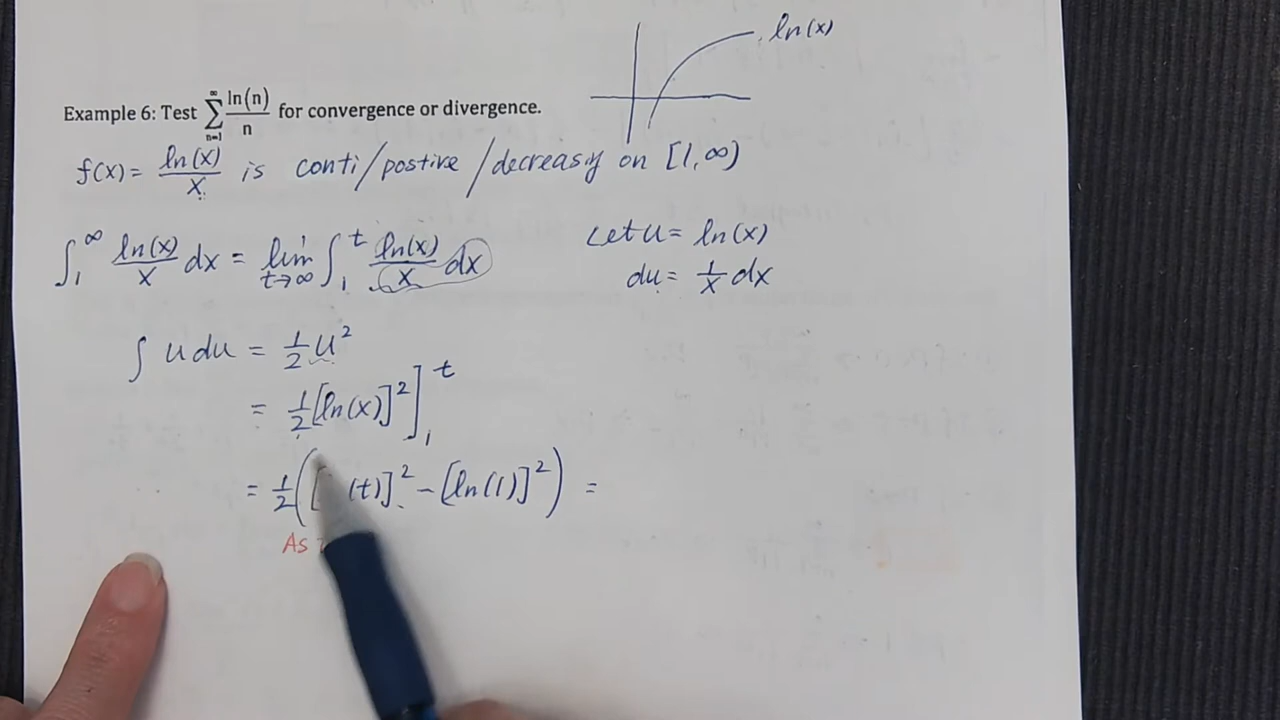 ln(x)
Example 6: Test ∑_{n=1}^{∞} ln(n)/n for convergence or divergence.
f(x) = ln(x)/x is conti/postive/decreasiy on [1, ∞)
∫_1^∞ ln(x)/x dx = lim_{t→∞} ∫_1^t ln(x)/x dx
Let u = ln(x)
du = 1/x dx
∫ u du = 1/2 u²
= 1/2 [ln(x)]² ]_1^t
= 1/2 ([ (t)]² − [ln(1)]²) =
As